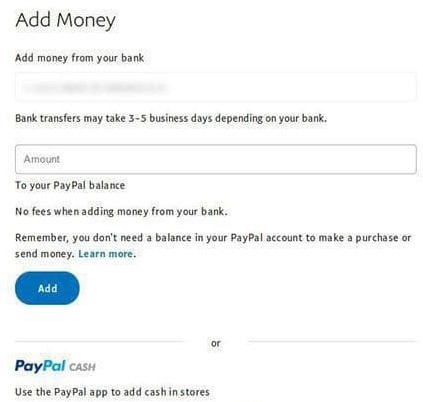 Add Money
Add money from your bank
Bank transfers may take 3-5 business days depending on your bank.
Amount
To your PayPal balance
No fees when adding money from your bank.
Remember, you don't need a balance in your PayPal account to make a purchase or
send money. Learn more.
Add
or
PayPal CASH
Use the PayPal app to add cash in stores